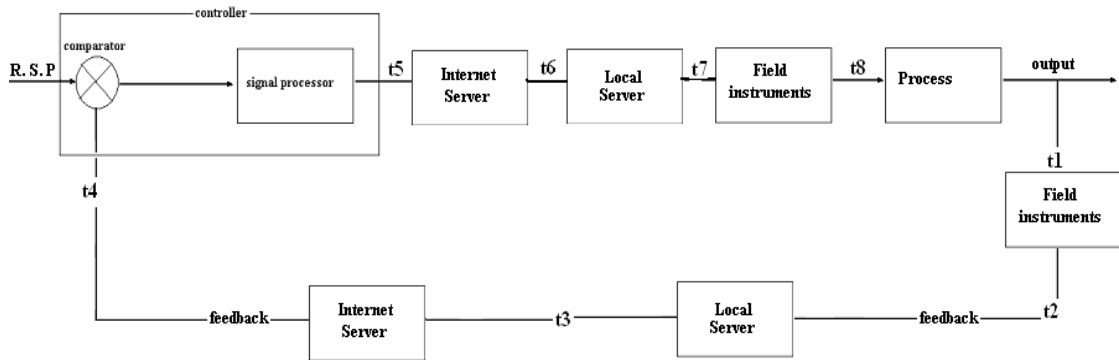 controller
comparator
R.S.P
signal processor
t5
Internet
Server
t6
Local
Server
t7
Field
instruments
t8
Process
output
t1
Field
instruments
t2
feedback
Local
Server
t3
Internet
Server
feedback
t4